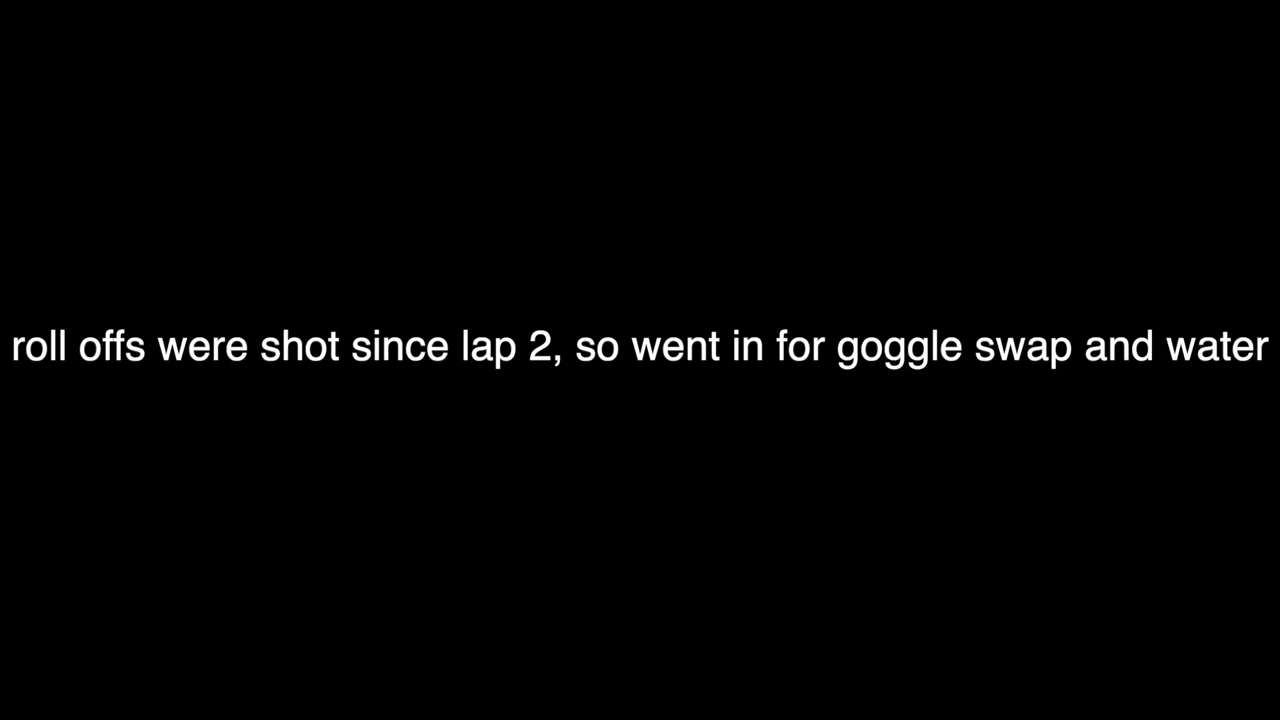 roll offs were shot since lap 2, so went in for goggle swap and water